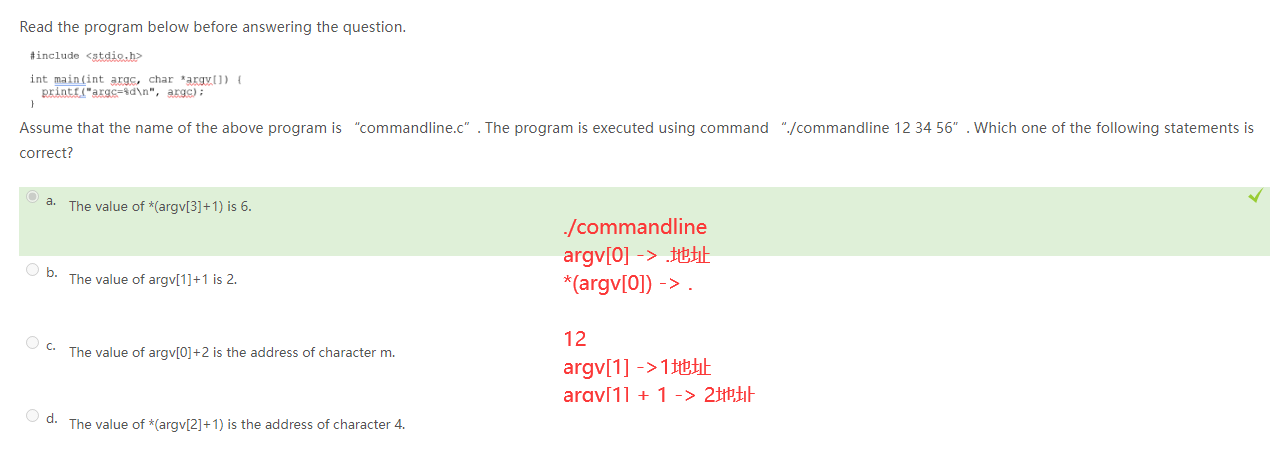 Read the program below before answering the question.
#include <stdio.h>
int main(int argc, char *argv[]) {
printf("argc=%d\n", argc);
}
Assume that the name of the above program is “commandline.c”. The program is executed using command “./commandline 12 34 56”. Which one of the following statements is
correct?
a. The value of *(argv[3]+1) is 6.
./commandline
argv[0] -> .地址
*(argv[0]) -> .
b. The value of argv[1]+1 is 2.
12
c. The value of argv[0]+2 is the address of character m.
argv[1] ->1地址
argv[1] + 1 -> 2地址
d. The value of *(argv[2]+1) is the address of character 4.